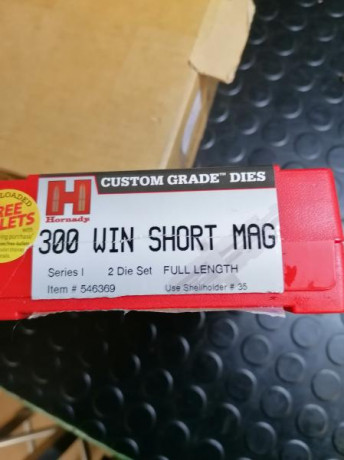 H
Hornady
CUSTOM GRADE™ DIES
300 WIN SHORT MAG
Series I 2 Die Set FULL LENGTH
Item # 546369 Use Shellholder # 35